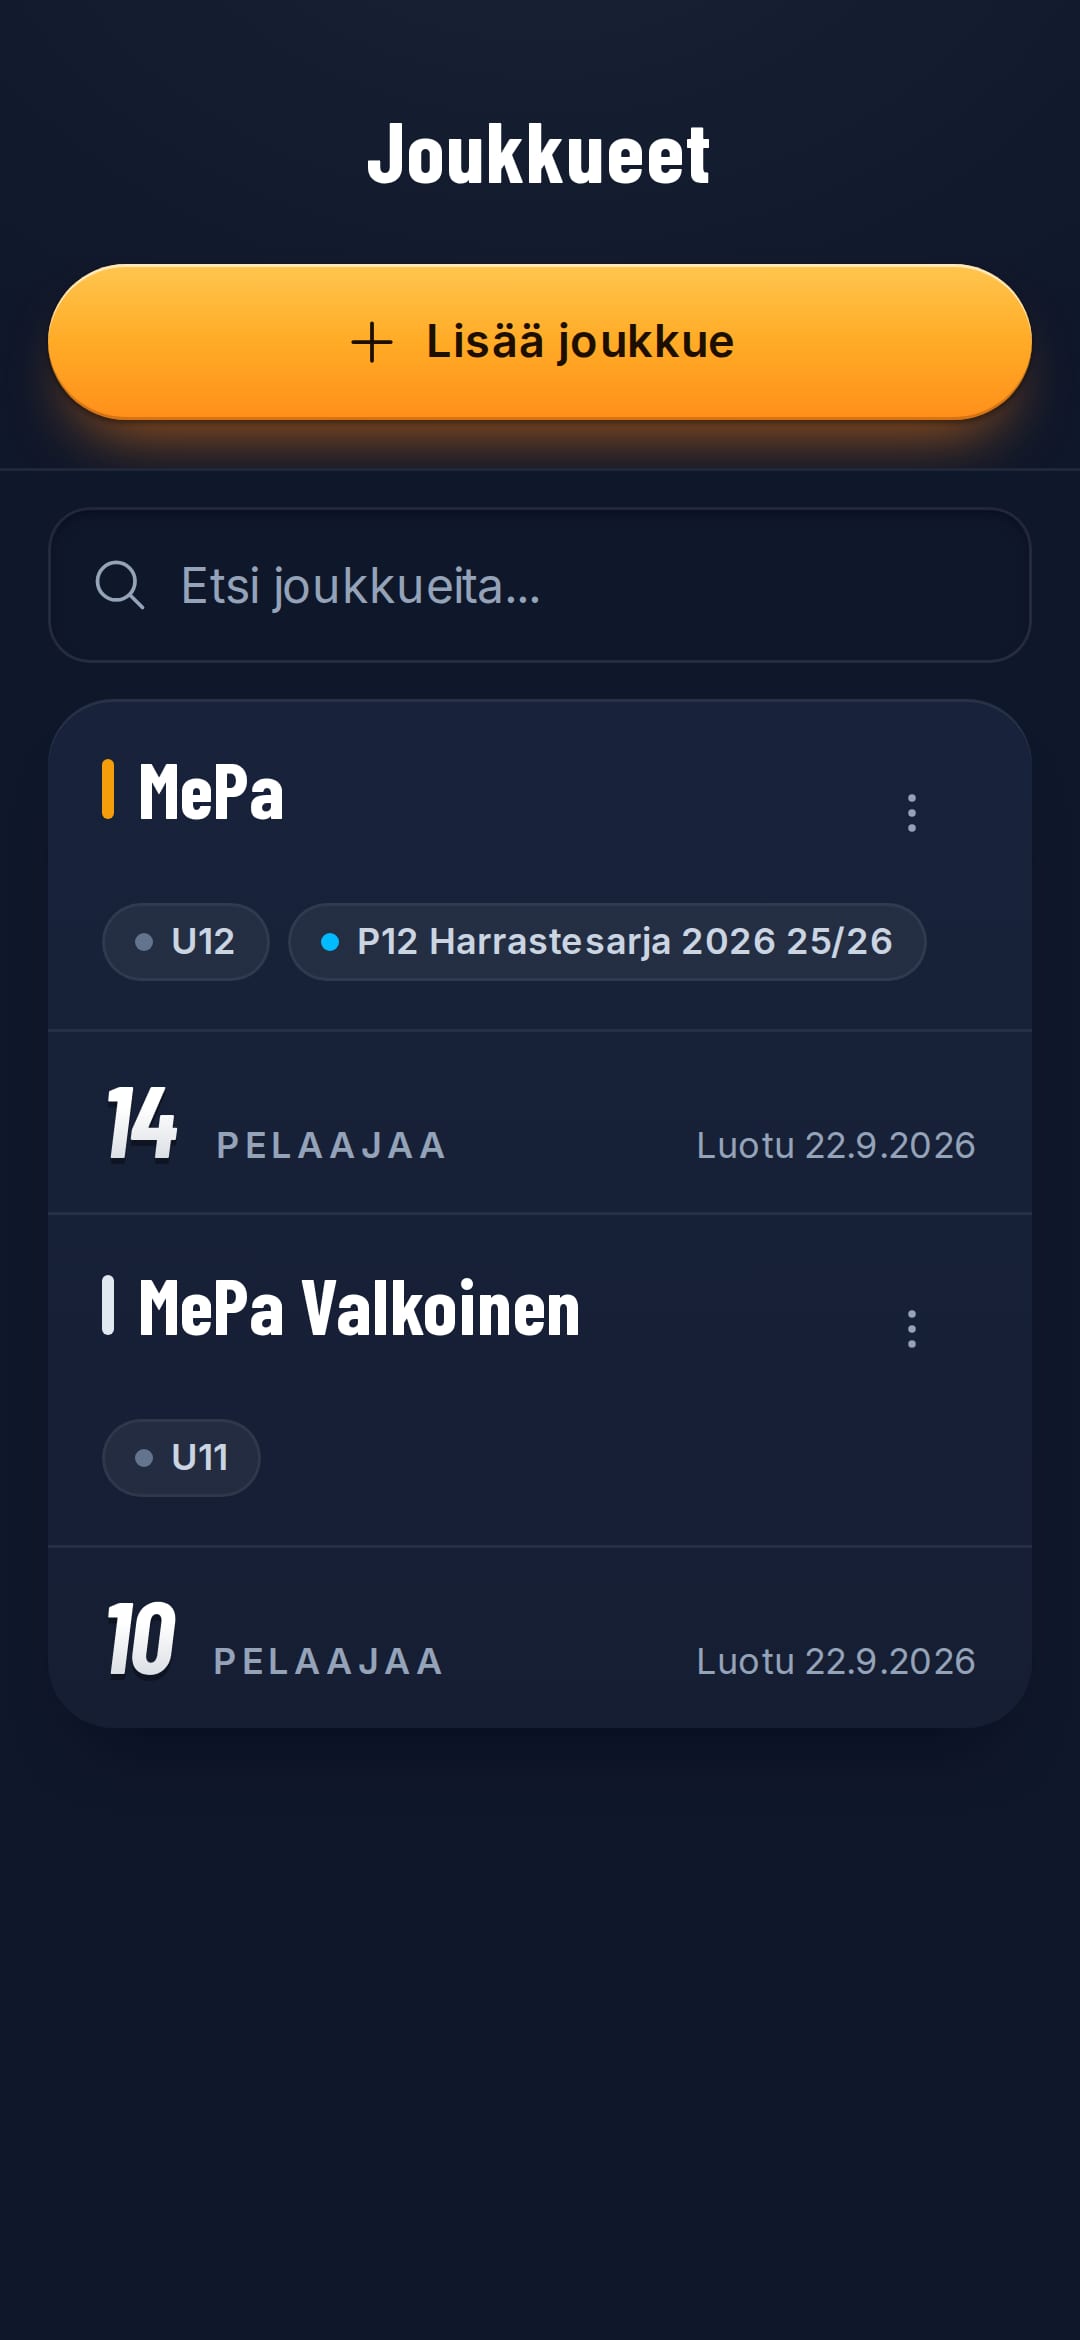 Joukkueet
Lisää joukkue
Etsi joukkueita...
MePa
U12
P12 Harrastesarja 2026 25/26
14 PELAAJAA
Luotu 22.9.2026
MePa Valkoinen
U11
10 PELAAJAA
Luotu 22.9.2026